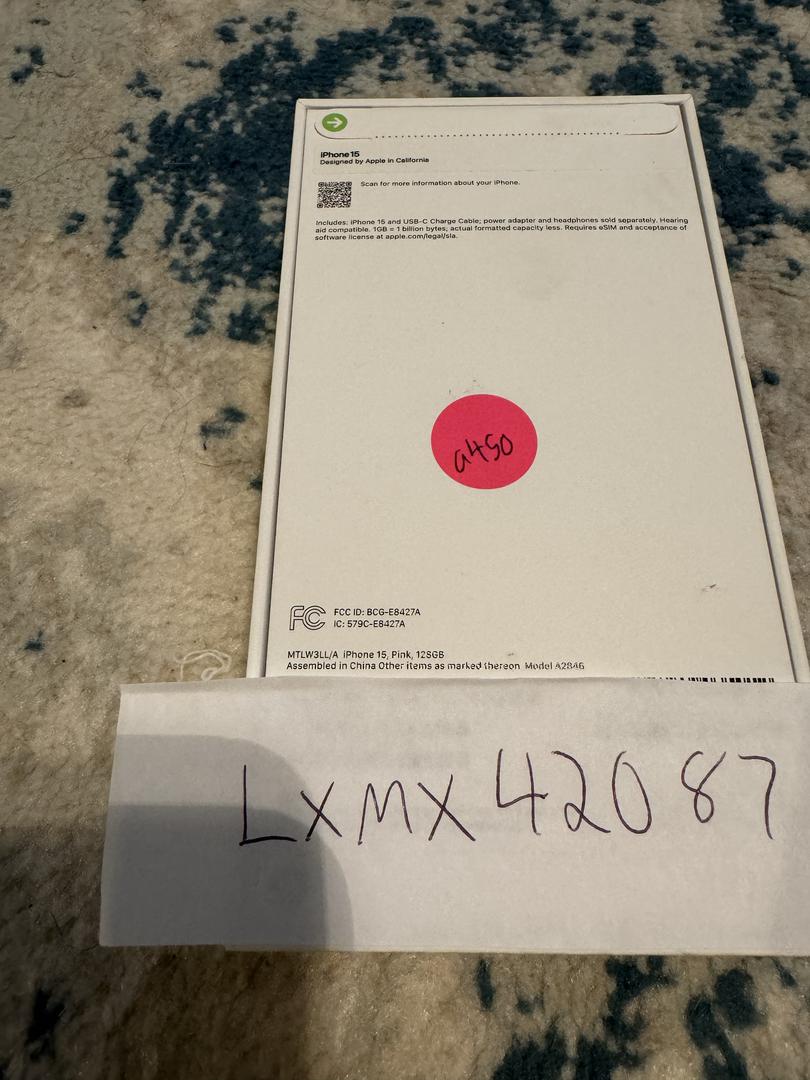 iPhone 15
Designed by Apple in California
Scan for more information about your iPhone.
Includes: iPhone 15 and USB-C Charge Cable; power adapter and headphones sold separately. Hearing
aid compatible. 1GB = 1 billion bytes; actual formatted capacity less. Requires eSIM and acceptance of
software license at apple.com/legal/sla.
a450
FC FCC ID: BCG-E8427A
IC: 579C-E8427A
MTLW3LL/A iPhone 15, Pink, 128GB
Assembled in China Other items as marked thereon Model A2846
LXMX42087